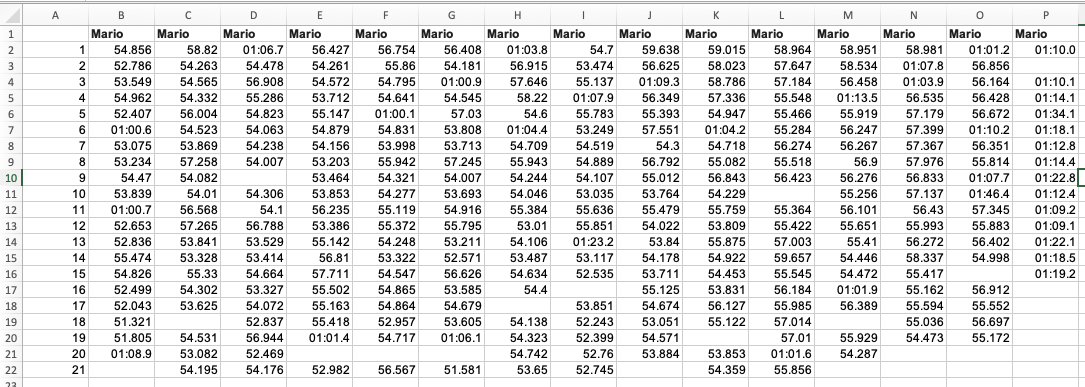 A B C D E F G H I J K L M N O P
1 Mario Mario Mario Mario Mario Mario Mario Mario Mario Mario Mario Mario Mario Mario Mario
2 1 54.856 58.82 01:06.7 56.427 56.754 56.408 01:03.8 54.7 59.638 59.015 58.964 58.951 58.981 01:01.2 01:10.0
3 2 52.786 54.263 54.478 54.261 55.86 54.181 56.915 53.474 56.625 58.023 57.647 58.534 01:07.8 56.856
4 3 53.549 54.565 56.908 54.572 54.795 01:00.9 57.646 55.137 01:09.3 58.786 57.184 56.458 01:03.9 56.164 01:10.1
5 4 54.962 54.332 55.286 53.712 54.641 54.545 58.22 01:07.9 56.349 57.336 55.548 01:13.5 56.535 56.428 01:14.1
6 5 52.407 56.004 54.823 55.147 01:00.1 57.03 54.6 55.783 55.393 54.947 55.466 55.919 57.179 56.672 01:34.1
7 6 01:00.6 54.523 54.063 54.879 54.831 53.808 01:04.4 53.249 57.551 01:04.2 55.284 56.247 57.399 01:10.2 01:18.1
8 7 53.075 53.869 54.238 54.156 53.998 53.713 54.709 54.519 54.3 54.718 56.274 56.267 57.367 56.351 01:12.8
9 8 53.234 57.258 54.007 53.203 55.942 57.245 55.943 54.889 56.792 55.082 55.518 56.9 57.976 55.814 01:14.4
10 9 54.47 54.082 53.464 54.321 54.007 54.244 54.107 55.012 56.843 56.423 56.276 56.833 01:07.7 01:22.8
11 10 53.839 54.01 54.306 53.853 54.277 53.693 54.046 53.035 53.764 54.229 55.256 57.137 01:46.4 01:12.4
12 11 01:00.7 56.568 54.1 56.235 55.119 54.916 55.384 55.636 55.479 55.759 55.364 56.101 56.43 57.345 01:09.2
13 12 52.653 57.265 56.788 53.386 55.372 55.795 53.01 55.851 54.022 53.809 55.422 55.651 55.993 55.883 01:09.1
14 13 52.836 53.841 53.529 55.142 54.248 53.211 54.106 01:23.2 53.84 55.875 57.003 55.41 56.272 56.402 01:22.1
15 14 55.474 53.328 53.414 56.81 53.322 52.571 53.487 53.117 54.178 54.922 59.657 54.446 58.337 54.998 01:18.5
16 15 54.826 55.33 54.664 57.711 54.547 56.626 54.634 52.535 53.711 54.453 55.545 54.472 55.417 01:19.2
17 16 52.499 54.302 53.327 55.502 54.865 53.585 54.4 55.125 53.831 56.184 01:01.9 55.162 56.912
18 17 52.043 53.625 54.072 55.163 54.864 54.679 53.851 54.674 56.127 55.985 56.389 55.594 55.552
19 18 51.321 52.837 55.418 52.957 53.605 54.138 52.243 53.051 55.122 57.014 55.036 56.697
20 19 51.805 54.531 56.944 01:01.4 54.717 01:06.1 54.323 52.399 54.571 57.01 55.929 54.473 55.172
21 20 01:08.9 53.082 52.469 54.742 52.76 53.884 53.853 01:01.6 54.287
22 21 54.195 54.176 52.982 56.567 51.581 53.65 52.745 54.359 55.856